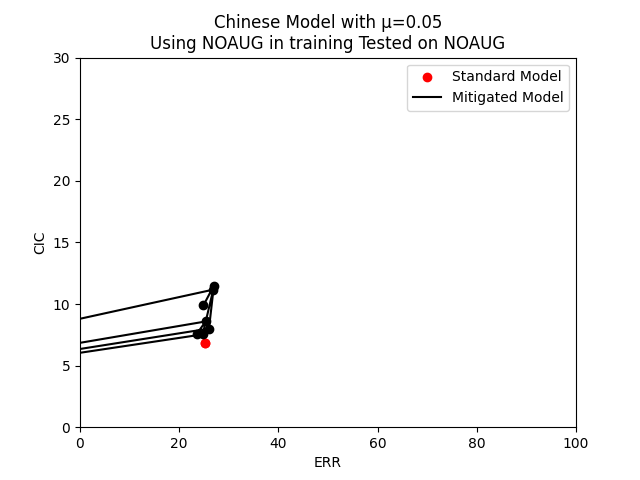 Chinese Model with μ=0.05
Using NOAUG in training Tested on NOAUG
Standard Model
Mitigated Model
30
25
20
15
10
5
0
CIC
0 20 40 60 80 100
ERR